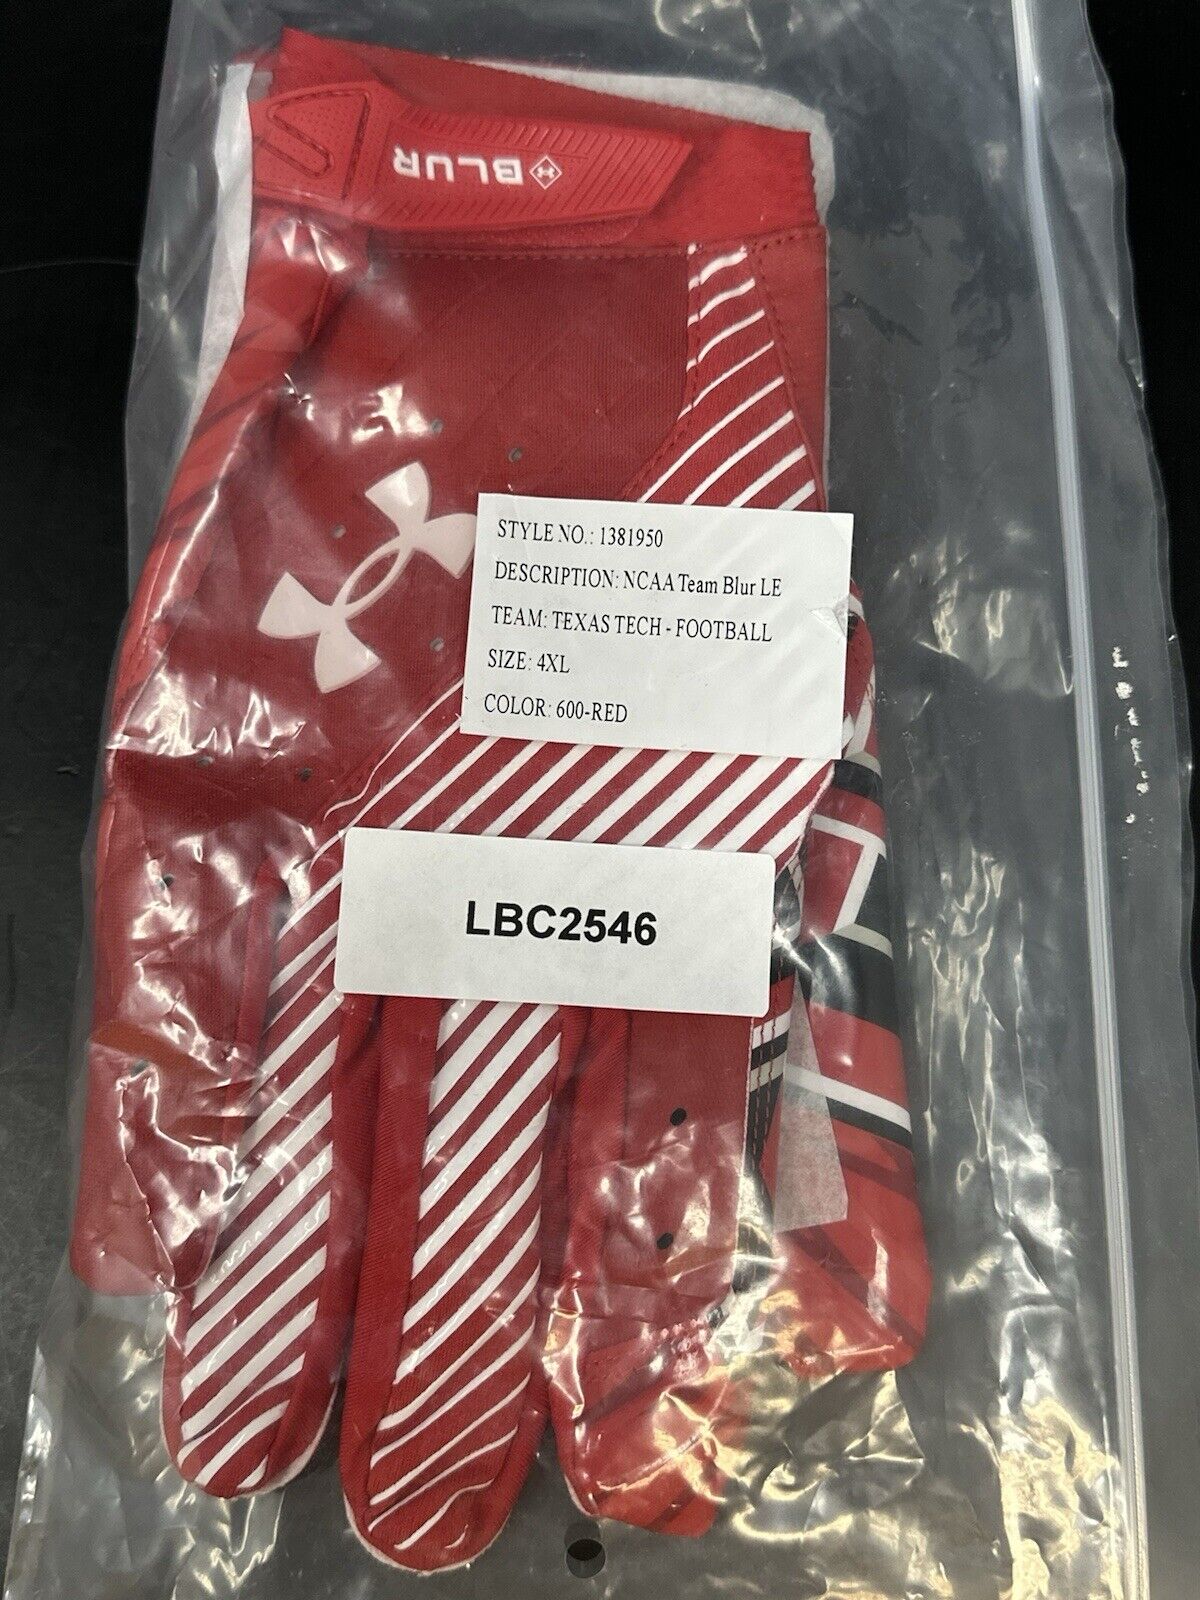 BLUR
STYLE NO.: 1381950
DESCRIPTION: NCAA Team Blur LE
TEAM: TEXAS TECH - FOOTBALL
SIZE: 4XL
COLOR: 600-RED
LBC2546